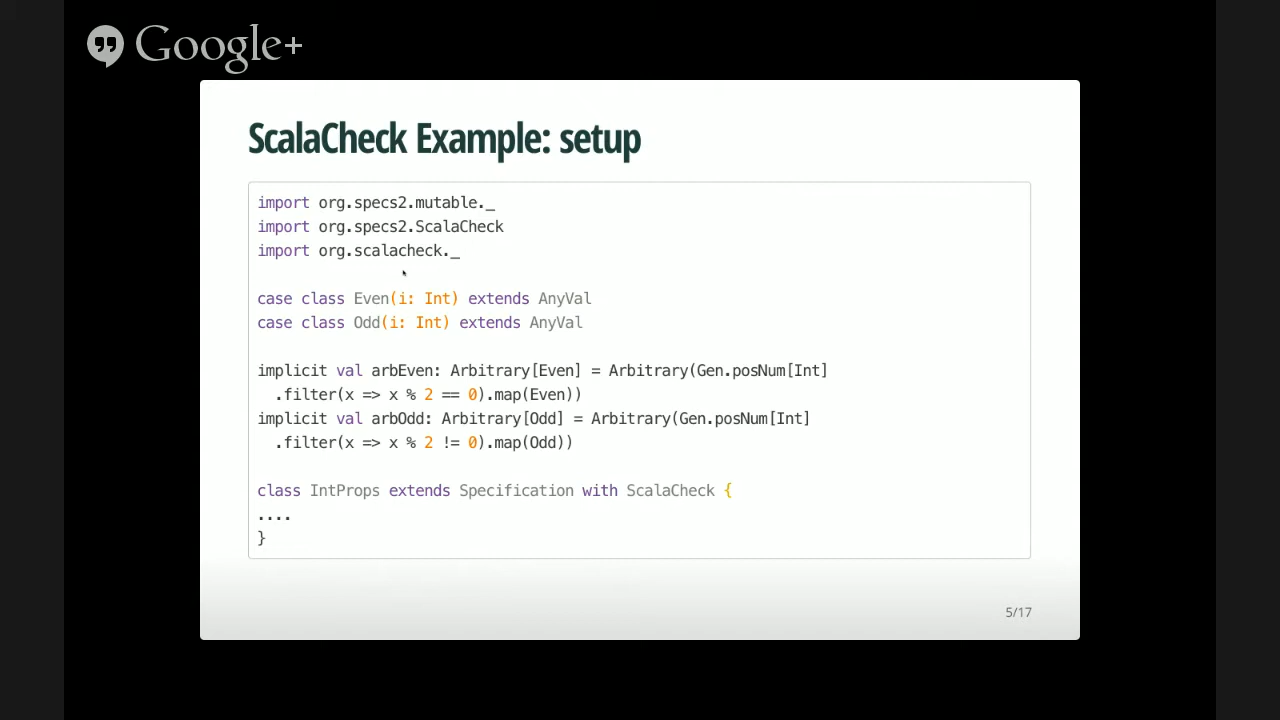 Google+
ScalaCheck Example: setup
import org.specs2.mutable._
import org.specs2.ScalaCheck
import org.scalacheck._
case class Even(i: Int) extends AnyVal
case class Odd(i: Int) extends AnyVal
implicit val arbEven: Arbitrary[Even] = Arbitrary(Gen.posNum[Int]
.filter(x => x % 2 == 0).map(Even))
implicit val arbOdd: Arbitrary[Odd] = Arbitrary(Gen.posNum[Int]
.filter(x => x % 2 != 0).map(Odd))
class IntProps extends Specification with ScalaCheck {
....
}
5/17